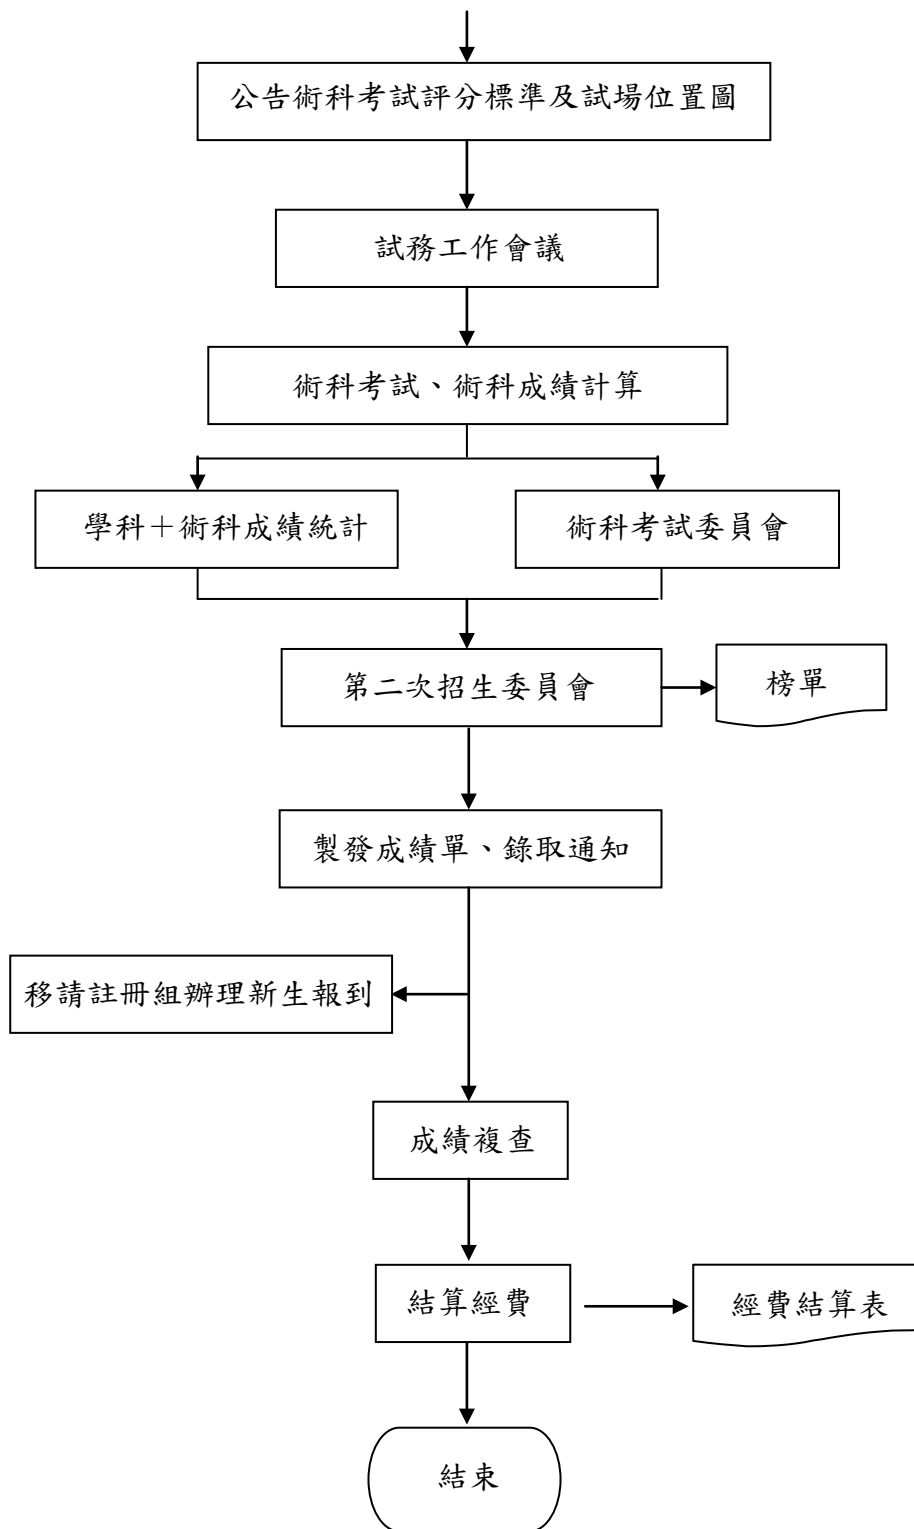 公告術科考試評分標準及試場位置圖
試務工作會議
術科考試、術科成績計算
學科＋術科成績統計
術科考試委員會
第二次招生委員會
榜單
製發成績單、錄取通知
移請註冊組辦理新生報到
成績複查
結算經費
經費結算表
結束